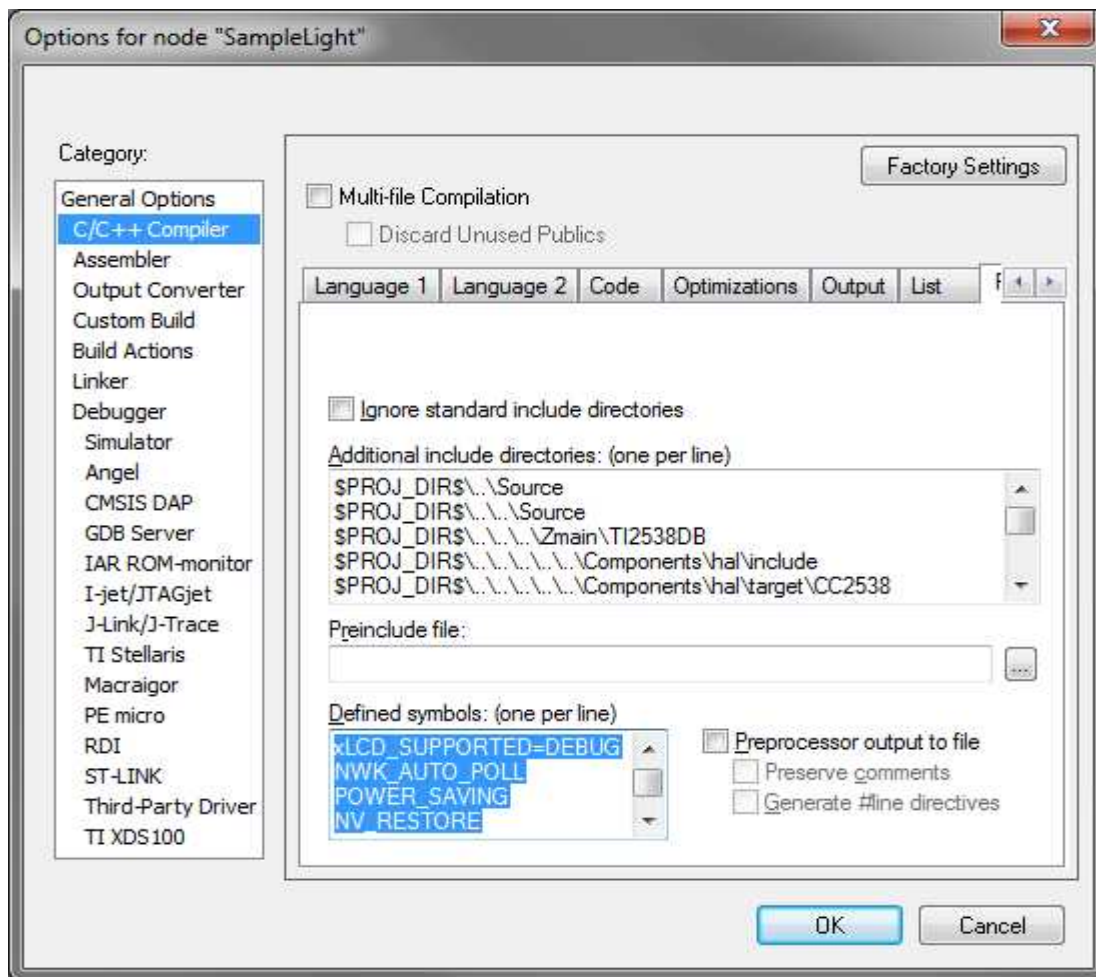 Options for node "SampleLight"
Category:
General Options
C/C++ Compiler
Assembler
Output Converter
Custom Build
Build Actions
Linker
Debugger
Simulator
Angel
CMSIS DAP
GDB Server
IAR ROM-monitor
I-jet/JTAGjet
J-Link/J-Trace
TI Stellaris
Macraigor
PE micro
RDI
ST-LINK
Third-Party Driver
TI XDS100
Factory Settings
Multi-file Compilation
Discard Unused Publics
Language 1 Language 2 Code Optimizations Output List
Ignore standard include directories
Additional include directories: (one per line)
$PROJ_DIR$\..\Source
$PROJ_DIR$\..\..\Source
$PROJ_DIR$\..\..\..\Zmain\TI2538DB
$PROJ_DIR$\..\..\..\..\..\Components\hal\include
$PROJ_DIR$\..\..\..\..\..\Components\hal\target\CC2538
Preinclude file:
...
Defined symbols: (one per line)
xLCD_SUPPORTED=DEBUG
NWK_AUTO_POLL
POWER_SAVING
NV_RESTORE
Preprocessor output to file
Preserve comments
Generate #line directives
OK Cancel